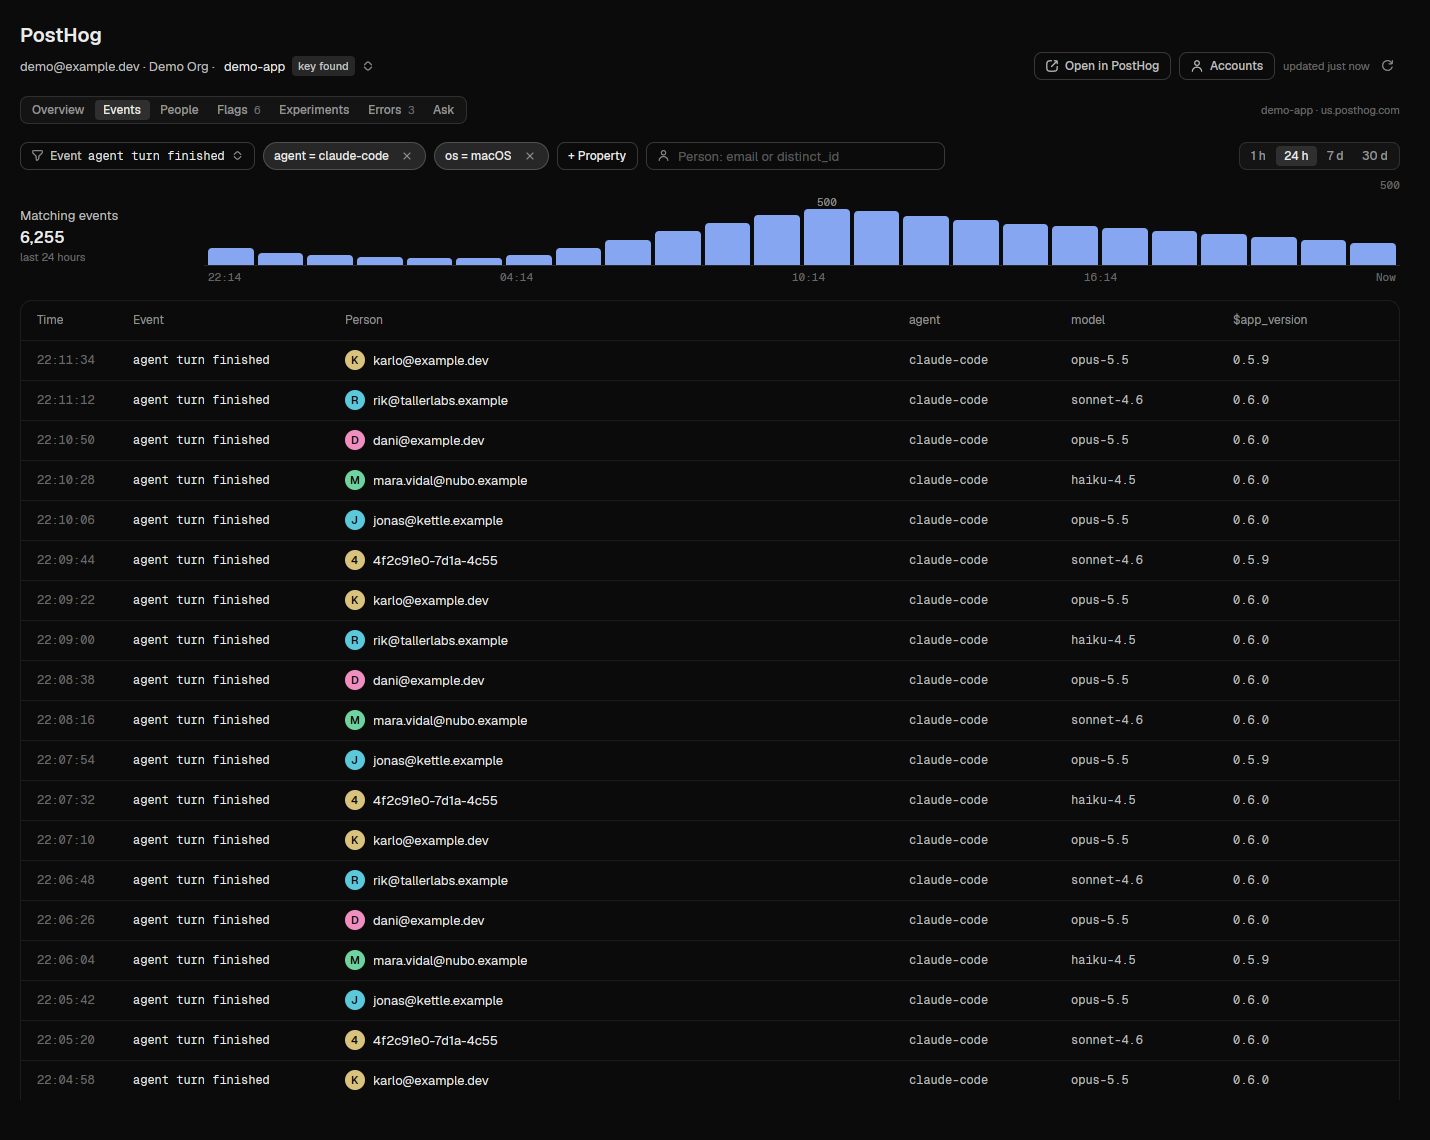 PostHog
demo@example.dev · Demo Org · demo-app key found
Open in PostHog Accounts updated just now
Overview Events People Flags 6 Experiments Errors 3 Ask
demo-app · us.posthog.com
Event agent turn finished agent = claude-code × os = macOS × + Property Person: email or distinct_id
1 h 24 h 7 d 30 d
500
Matching events
6,255
last 24 hours
500
22:14 04:14 10:14 16:14 Now
Time Event Person agent model $app_version
22:11:34 agent turn finished K karlo@example.dev claude-code opus-5.5 0.5.9
22:11:12 agent turn finished R rik@tallerlabs.example claude-code sonnet-4.6 0.6.0
22:10:50 agent turn finished D dani@example.dev claude-code opus-5.5 0.6.0
22:10:28 agent turn finished M mara.vidal@nubo.example claude-code haiku-4.5 0.6.0
22:10:06 agent turn finished J jonas@kettle.example claude-code opus-5.5 0.6.0
22:09:44 agent turn finished 4 4f2c91e0-7d1a-4c55 claude-code sonnet-4.6 0.5.9
22:09:22 agent turn finished K karlo@example.dev claude-code opus-5.5 0.6.0
22:09:00 agent turn finished R rik@tallerlabs.example claude-code haiku-4.5 0.6.0
22:08:38 agent turn finished D dani@example.dev claude-code opus-5.5 0.6.0
22:08:16 agent turn finished M mara.vidal@nubo.example claude-code sonnet-4.6 0.6.0
22:07:54 agent turn finished J jonas@kettle.example claude-code opus-5.5 0.5.9
22:07:32 agent turn finished 4 4f2c91e0-7d1a-4c55 claude-code haiku-4.5 0.6.0
22:07:10 agent turn finished K karlo@example.dev claude-code opus-5.5 0.6.0
22:06:48 agent turn finished R rik@tallerlabs.example claude-code sonnet-4.6 0.6.0
22:06:26 agent turn finished D dani@example.dev claude-code opus-5.5 0.6.0
22:06:04 agent turn finished M mara.vidal@nubo.example claude-code haiku-4.5 0.5.9
22:05:42 agent turn finished J jonas@kettle.example claude-code opus-5.5 0.6.0
22:05:20 agent turn finished 4 4f2c91e0-7d1a-4c55 claude-code sonnet-4.6 0.6.0
22:04:58 agent turn finished K karlo@example.dev claude-code opus-5.5 0.6.0